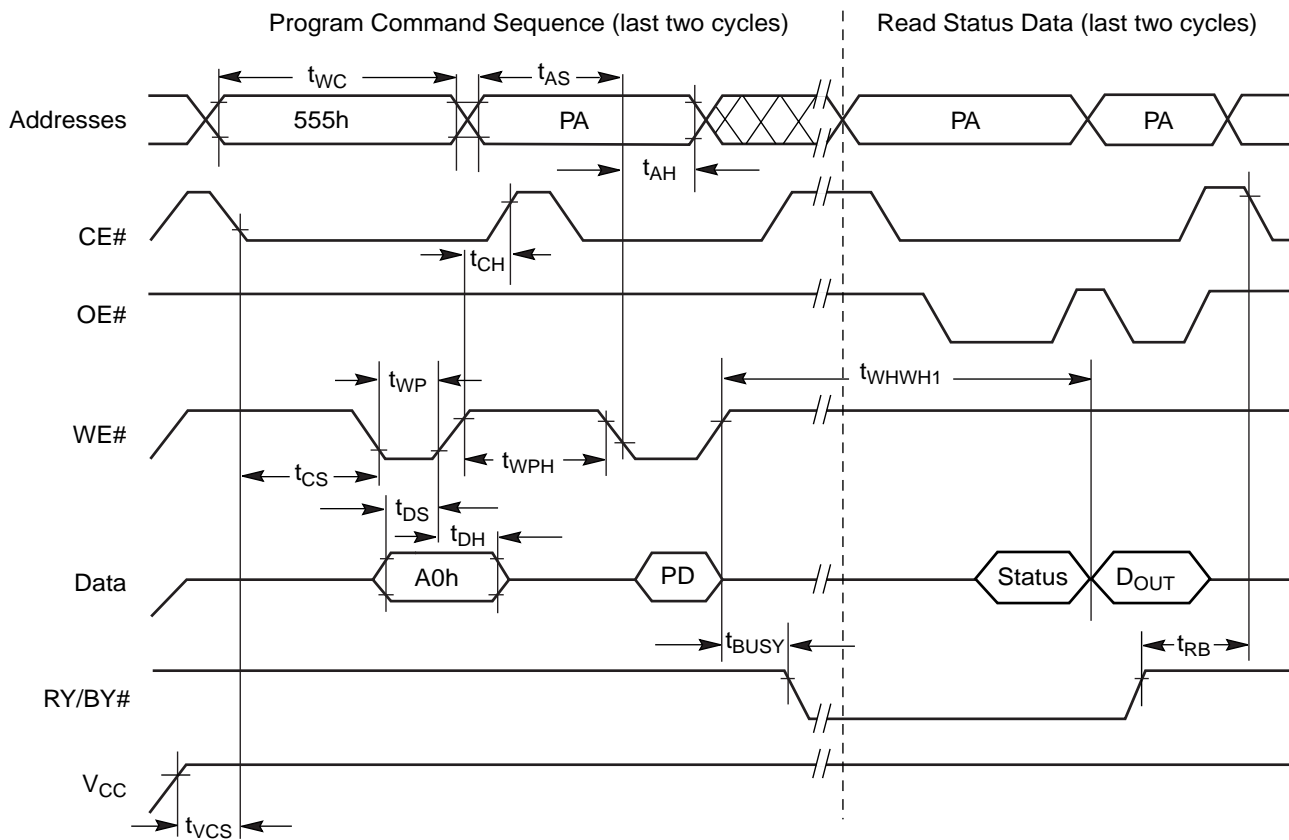 Program Command Sequence (last two cycles)
Read Status Data (last two cycles)
tWC
tAS
Addresses
555h
PA
PA
PA
tAH
CE#
tCH
OE#
tWP
tWHWH1
WE#
tCS
tWPH
tDS
tDH
Data
A0h
PD
Status
DOUT
tBUSY
tRB
RY/BY#
VCC
tVCS